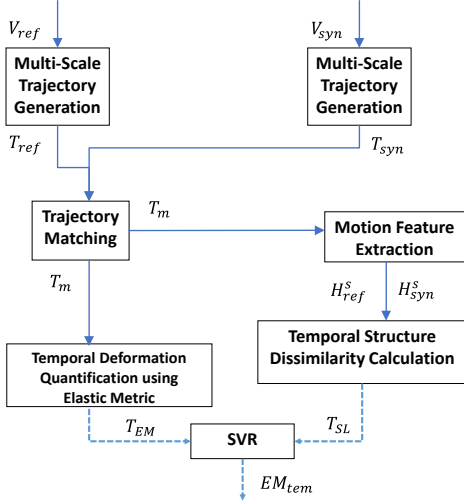 V_ref
V_syn
Multi-Scale
Trajectory
Generation
Multi-Scale
Trajectory
Generation
T_ref
T_syn
Trajectory
Matching
T_m
Motion Feature
Extraction
T_m
H^s_ref H^s_syn
Temporal Deformation
Quantification using
Elastic Metric
Temporal Structure
Dissimilarity Calculation
T_EM
T_SL
SVR
EM_tem